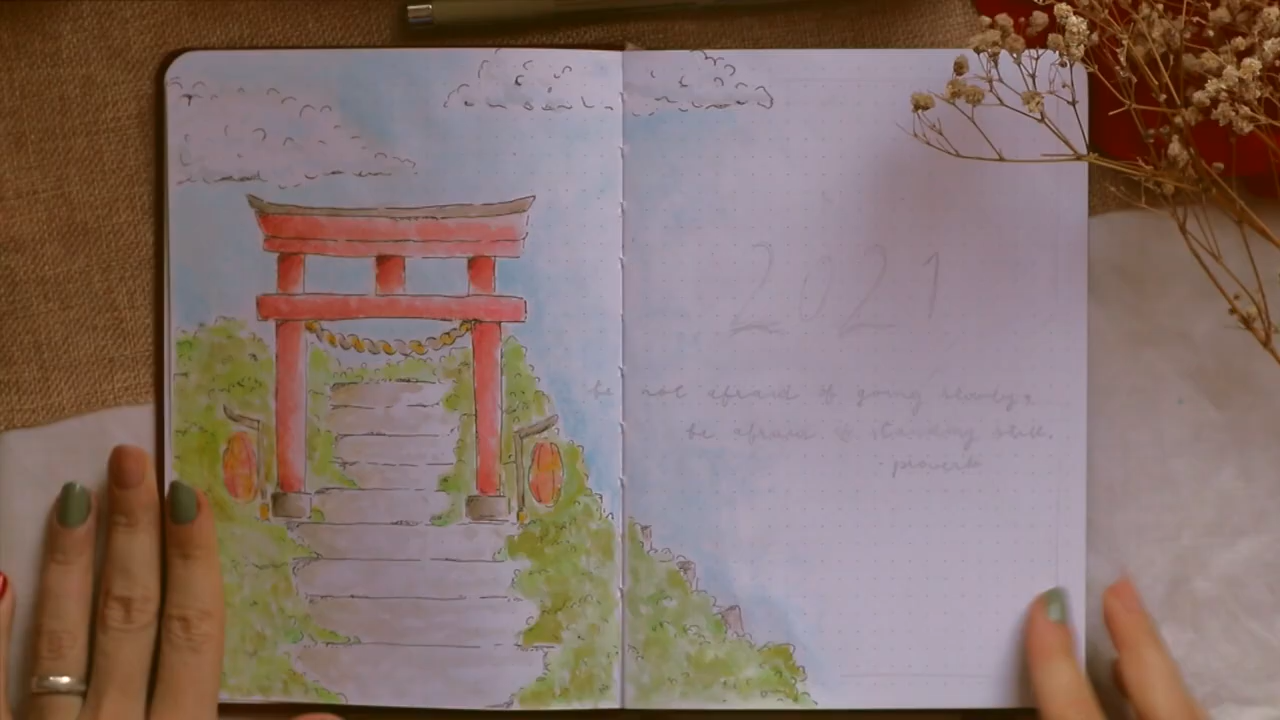 2021
be not afraid of going slowly,
be afraid of standing still.
proverb